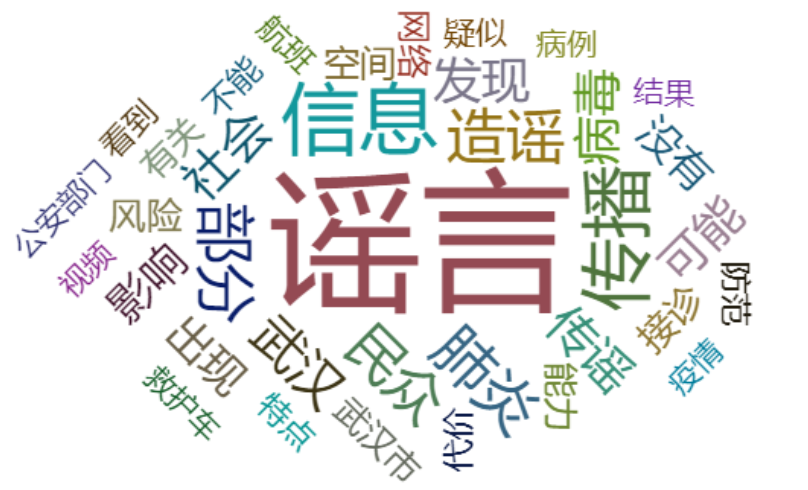 航班
网络
疑似
病例
空间
不能
发现
结果
信息
造谣
病毒
看到
有关
社会
没有
公安部门
风险
部分
谣言
传播
可能
视频
影响
防范
接诊
出现
武汉
民众
肺炎
传谣
疫情
救护车
特点
武汉市
代价
能力